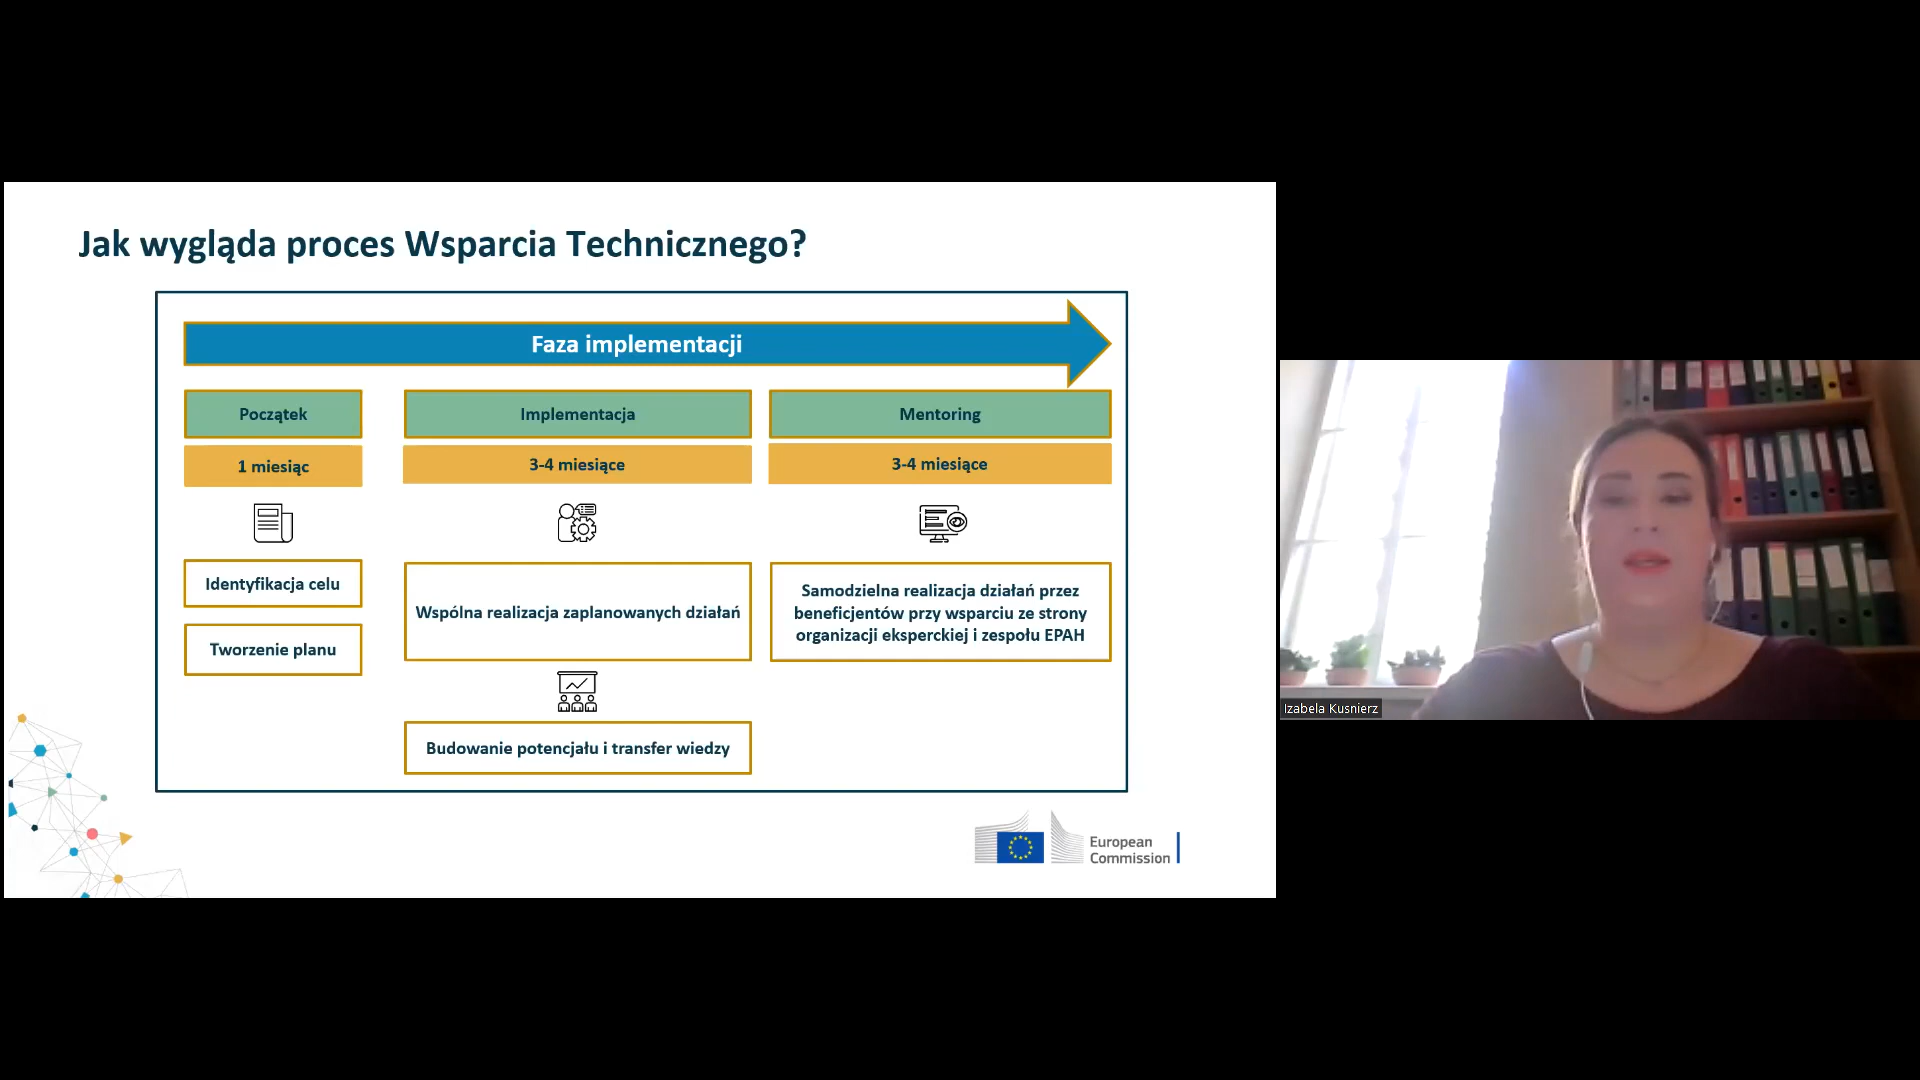 Jak wygląda proces Wsparcia Technicznego?
Faza implementacji
Początek
1 miesiąc
Identyfikacja celu
Tworzenie planu
Implementacja
3-4 miesiące
Wspólna realizacja zaplanowanych działań
Budowanie potencjału i transfer wiedzy
Mentoring
3-4 miesiące
Samodzielna realizacja działań przez
beneficjentów przy wsparciu ze strony
organizacji eksperckiej i zespołu EPAH
European
Commission
Izabela Kusnierz